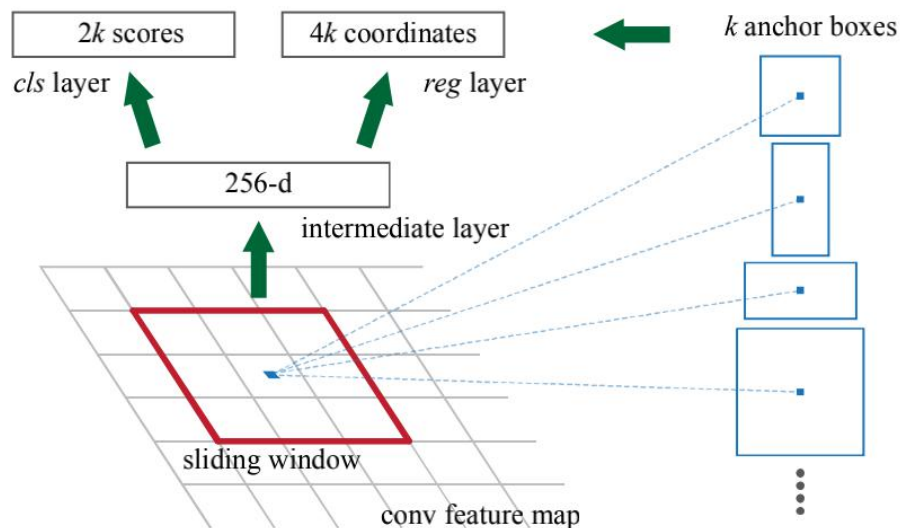 2k scores
4k coordinates
k anchor boxes
cls layer
reg layer
256-d
intermediate layer
sliding window
conv feature map